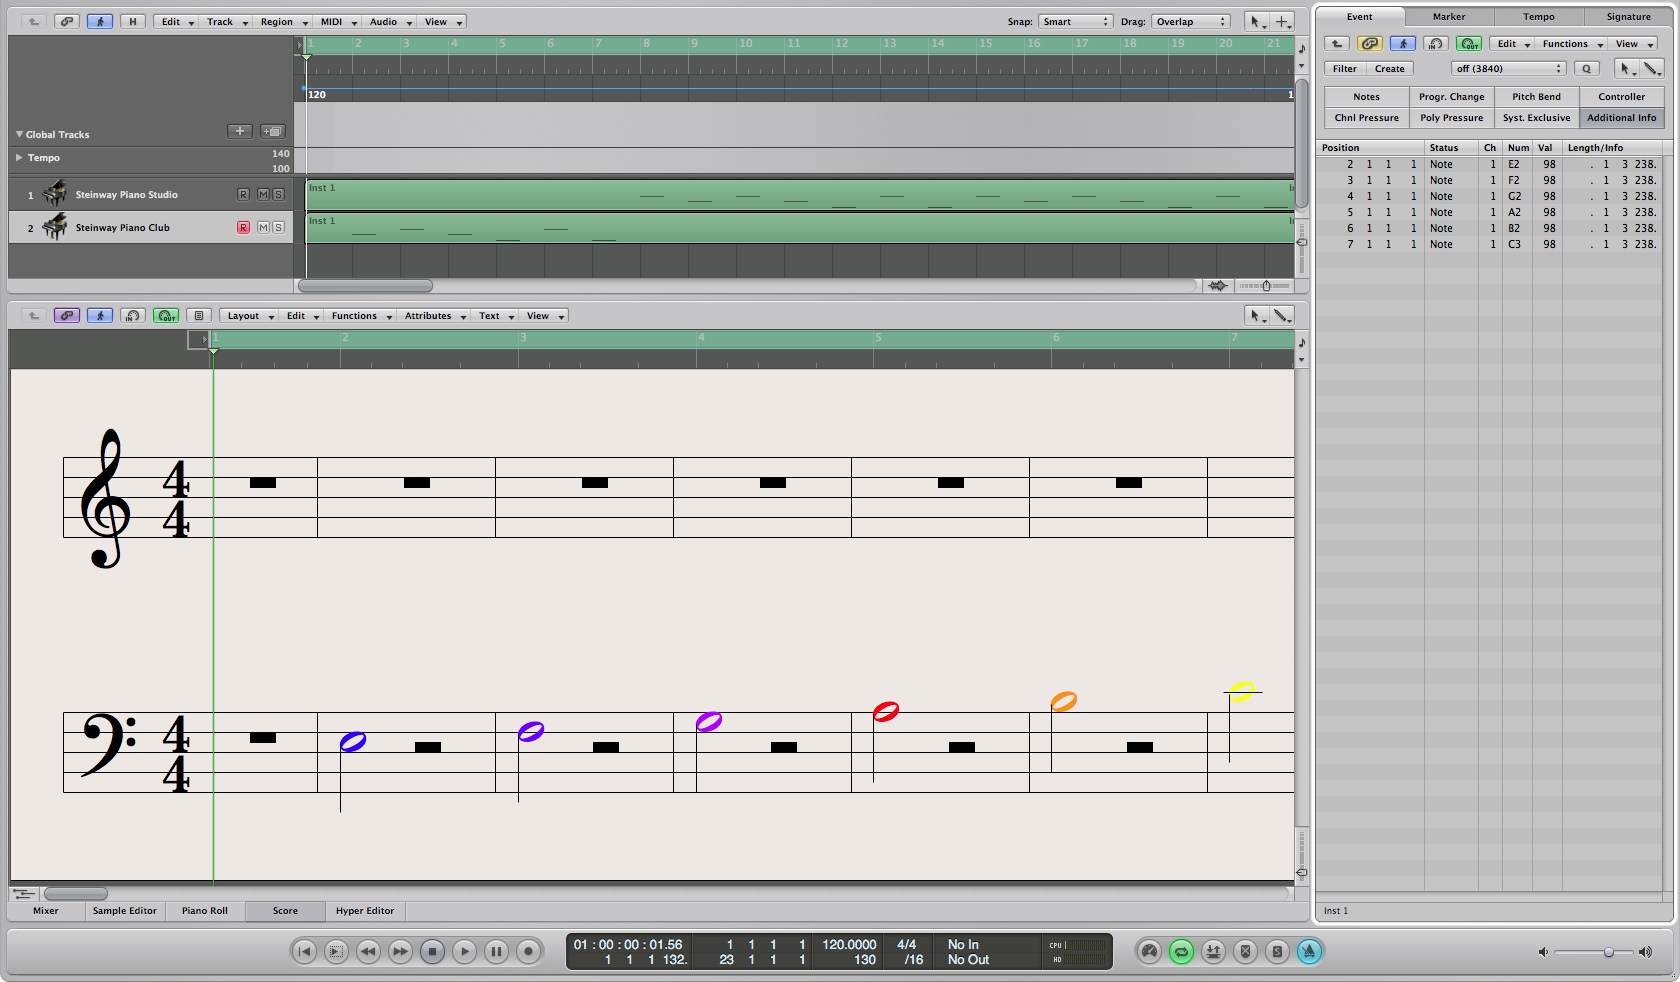 H Edit Track Region MIDI Audio View Snap: Smart Drag: Overlap
1 2 3 4 5 6 7 8 9 10 11 12 13 14 15 16 17 18 19 20 21
120 1
Global Tracks
Tempo 140
100
1 Steinway Piano Studio R M S Inst 1
2 Steinway Piano Club R M S Inst 1
IN OUT Layout Edit Functions Attributes Text View
1 2 3 4 5 6 7
4
4
4
4
Mixer Sample Editor Piano Roll Score Hyper Editor
Event Marker Tempo Signature
IN OUT Edit Functions View
Filter Create off (3840) Q
Notes Progr. Change Pitch Bend Controller
Chnl Pressure Poly Pressure Syst. Exclusive Additional Info
Position Status Ch Num Val Length/Info
2 1 1 1 Note 1 E2 98 . 1 3 238.
3 1 1 1 Note 1 F2 98 . 1 3 238.
4 1 1 1 Note 1 G2 98 . 1 3 238.
5 1 1 1 Note 1 A2 98 . 1 3 238.
6 1 1 1 Note 1 B2 98 . 1 3 238.
7 1 1 1 Note 1 C3 98 . 1 3 238.
Inst 1
01 : 00 : 00 : 01.56 1 1 1 1 120.0000 4/4 No In CPU
1 1 1 132. 23 1 1 1 130 /16 No Out HD
S